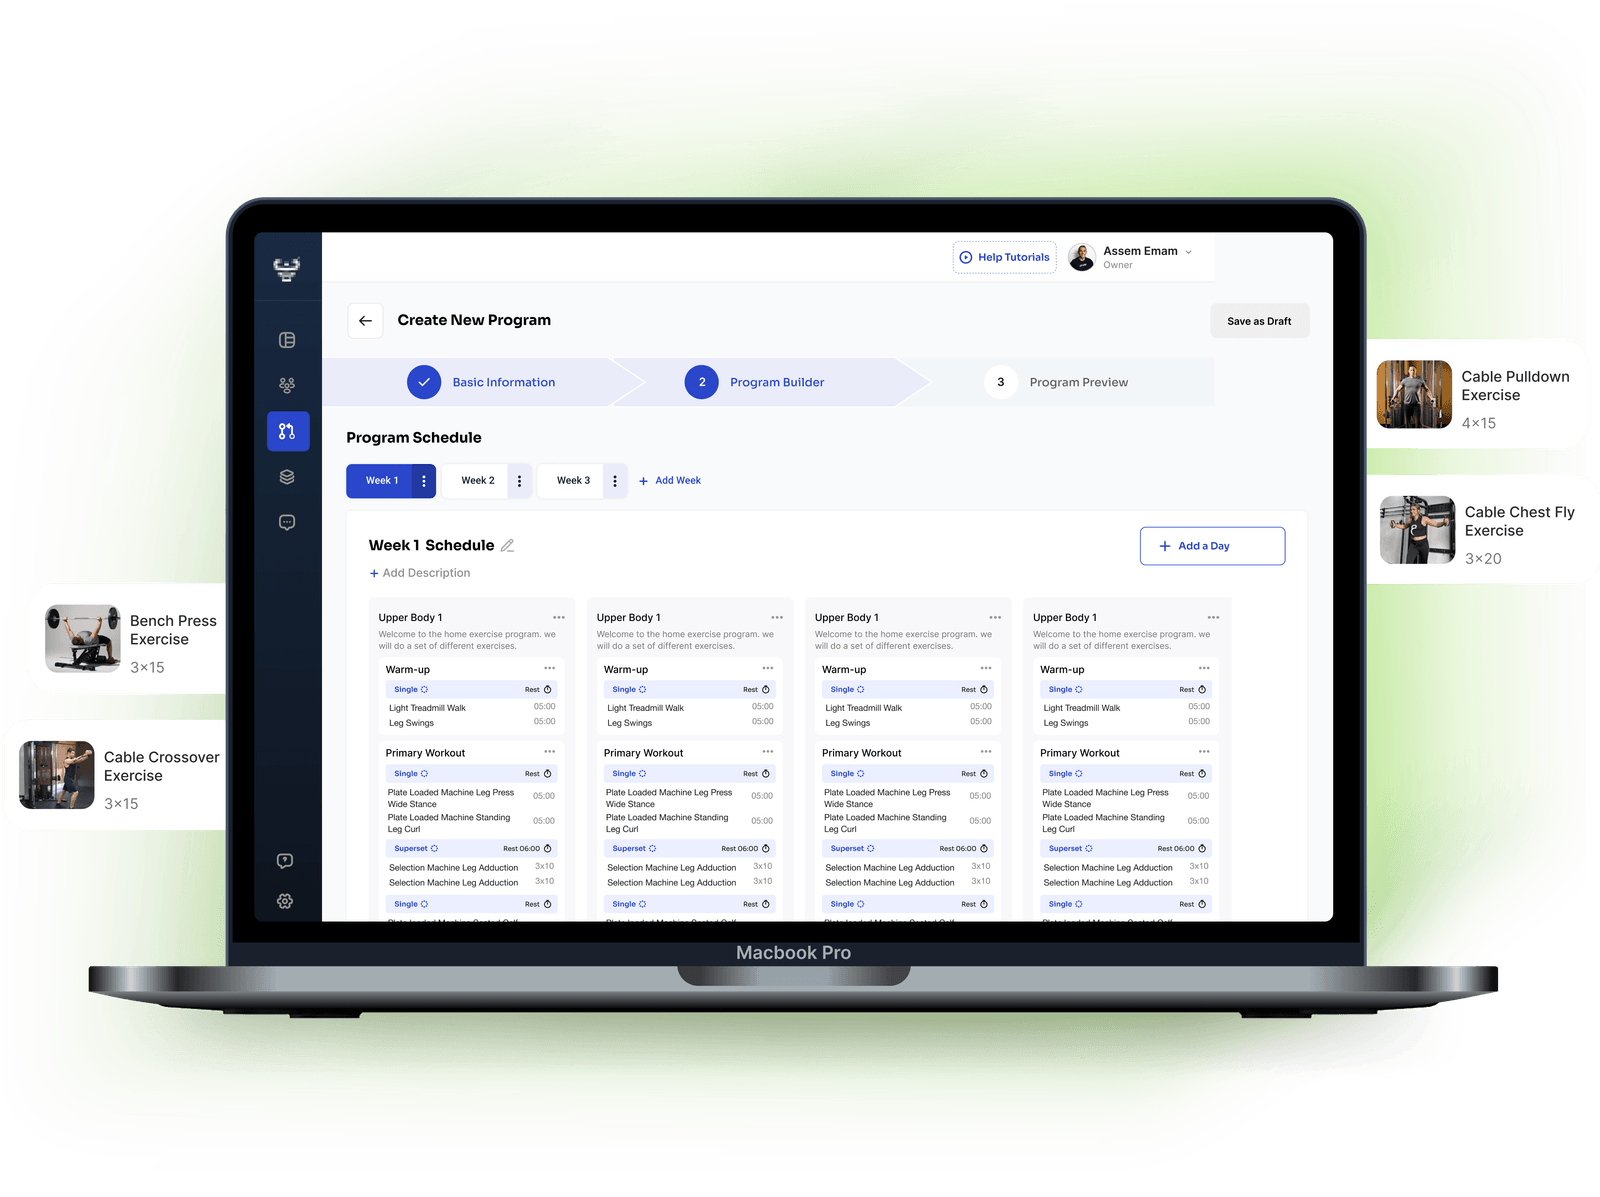 Help Tutorials
Assem Emam
Owner
Create New Program
Save as Draft
Basic Information
2 Program Builder
3 Program Preview
Program Schedule
Week 1
Week 2
Week 3
+ Add Week
Week 1 Schedule
+ Add a Day
+ Add Description
Upper Body 1
Welcome to the home exercise program. we
will do a set of different exercises.
Warm-up
Single Rest
Light Treadmill Walk 05:00
Leg Swings 05:00
Primary Workout
Single Rest
Plate Loaded Machine Leg Press
Wide Stance 05:00
Plate Loaded Machine Standing
Leg Curl 05:00
Superset Rest 06:00
Selection Machine Leg Adduction 3x10
Selection Machine Leg Adduction 3x10
Single Rest
Upper Body 1
Welcome to the home exercise program. we
will do a set of different exercises.
Warm-up
Single Rest
Light Treadmill Walk 05:00
Leg Swings 05:00
Primary Workout
Single Rest
Plate Loaded Machine Leg Press
Wide Stance 05:00
Plate Loaded Machine Standing
Leg Curl 05:00
Superset Rest 06:00
Selection Machine Leg Adduction 3x10
Selection Machine Leg Adduction 3x10
Single Rest
Upper Body 1
Welcome to the home exercise program. we
will do a set of different exercises.
Warm-up
Single Rest
Light Treadmill Walk 05:00
Leg Swings 05:00
Primary Workout
Single Rest
Plate Loaded Machine Leg Press
Wide Stance 05:00
Plate Loaded Machine Standing
Leg Curl 05:00
Superset Rest 06:00
Selection Machine Leg Adduction 3x10
Selection Machine Leg Adduction 3x10
Single Rest
Upper Body 1
Welcome to the home exercise program. we
will do a set of different exercises.
Warm-up
Single Rest
Light Treadmill Walk 05:00
Leg Swings 05:00
Primary Workout
Single Rest
Plate Loaded Machine Leg Press
Wide Stance 05:00
Plate Loaded Machine Standing
Leg Curl 05:00
Superset Rest 06:00
Selection Machine Leg Adduction 3x10
Selection Machine Leg Adduction 3x10
Single Rest
Macbook Pro
Bench Press
Exercise
3×15
Cable Crossover
Exercise
3×15
Cable Pulldown
Exercise
4×15
Cable Chest Fly
Exercise
3×20